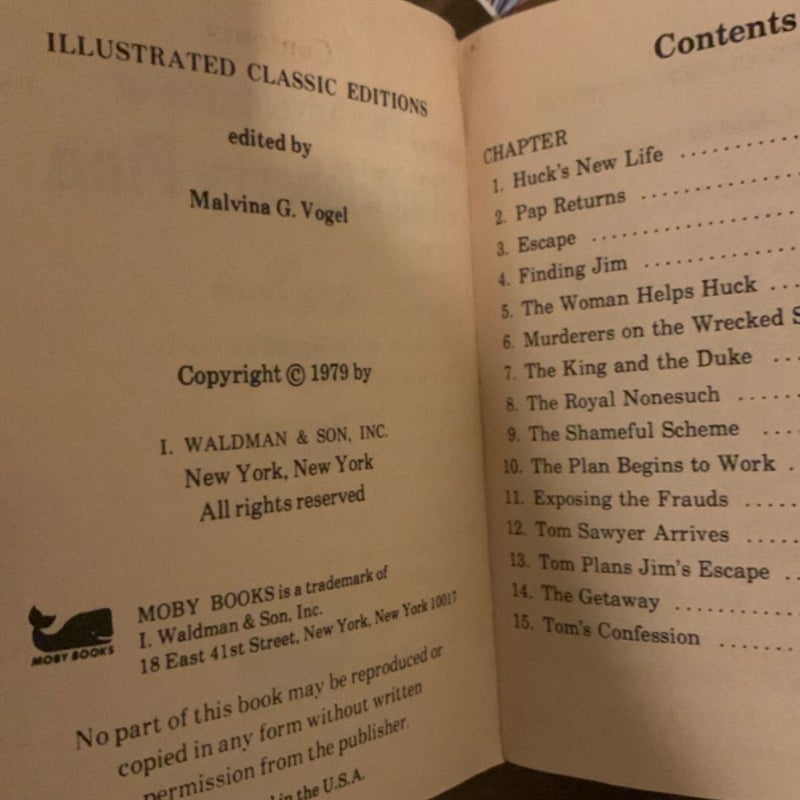 ILLUSTRATED CLASSIC EDITIONS
edited by
Malvina G. Vogel
Copyright © 1979 by
I. WALDMAN & SON, INC.
New York, New York
All rights reserved
MOBY BOOKS
MOBY BOOKS is a trademark of
I. Waldman & Son, Inc.
18 East 41st Street, New York, New York 10017
No part of this book may be reproduced or
copied in any form without written
permission from the publisher.
in the U.S.A.
Contents
CHAPTER
1. Huck's New Life ..........
2. Pap Returns ..............
3. Escape ..................
4. Finding Jim ..............
5. The Woman Helps Huck ...
6. Murderers on the Wrecked
7. The King and the Duke ...
8. The Royal Nonesuch ......
9. The Shameful Scheme ....
10. The Plan Begins to Work .
11. Exposing the Frauds .....
12. Tom Sawyer Arrives .....
13. Tom Plans Jim's Escape ..
14. The Getaway ............
15. Tom's Confession .......